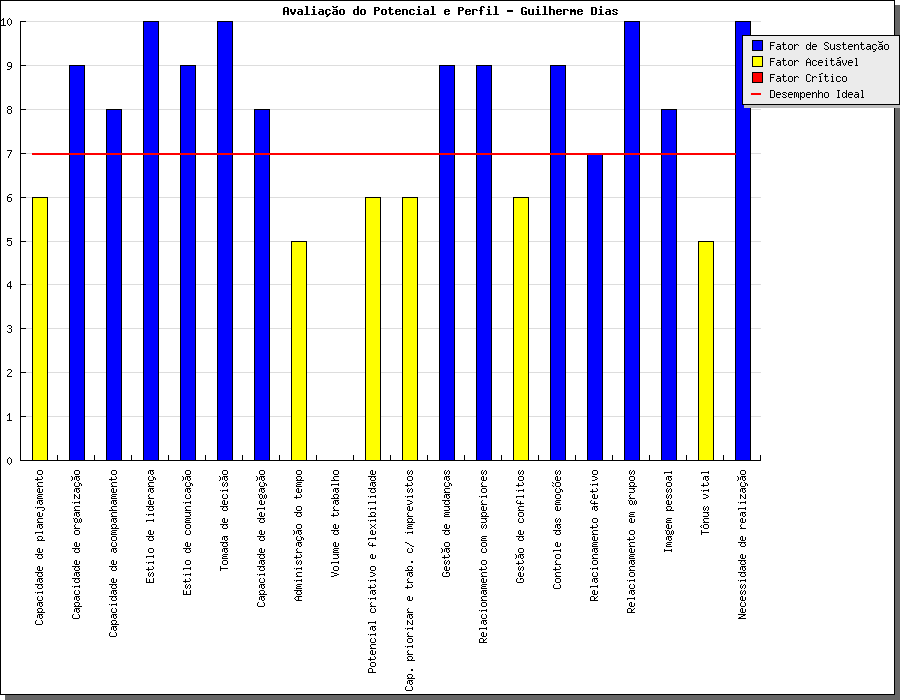 Avaliação do Potencial e Perfil - Guilherme Dias
10
9
8
7
6
5
4
3
2
1
0
Fator de Sustentação
Fator Aceitável
Fator Crítico
Desempenho Ideal
Capacidade de planejamento
Capacidade de organização
Capacidade de acompanhamento
Estilo de liderança
Estilo de comunicação
Tomada de decisão
Capacidade de delegação
Administração do tempo
Volume de trabalho
Potencial criativo e flexibilidade
Cap. priorizar e trab. c/ imprevistos
Gestão de mudanças
Relacionamento com superiores
Gestão de conflitos
Controle das emoções
Relacionamento afetivo
Relacionamento em grupos
Imagem pessoal
Tônus vital
Necessidade de realização